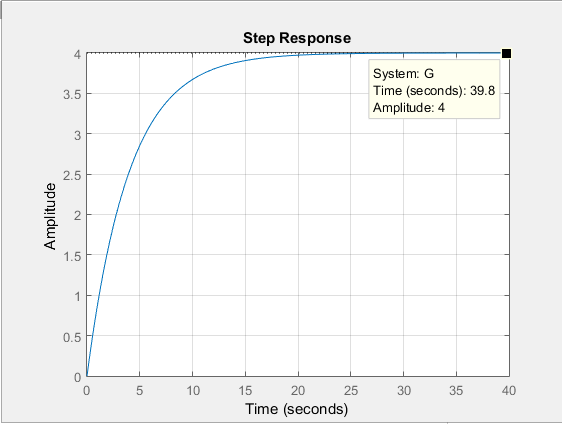 Step Response
System: G
Time (seconds): 39.8
Amplitude: 4
Amplitude
4
3.5
3
2.5
2
1.5
1
0.5
0
0 5 10 15 20 25 30 35 40
Time (seconds)